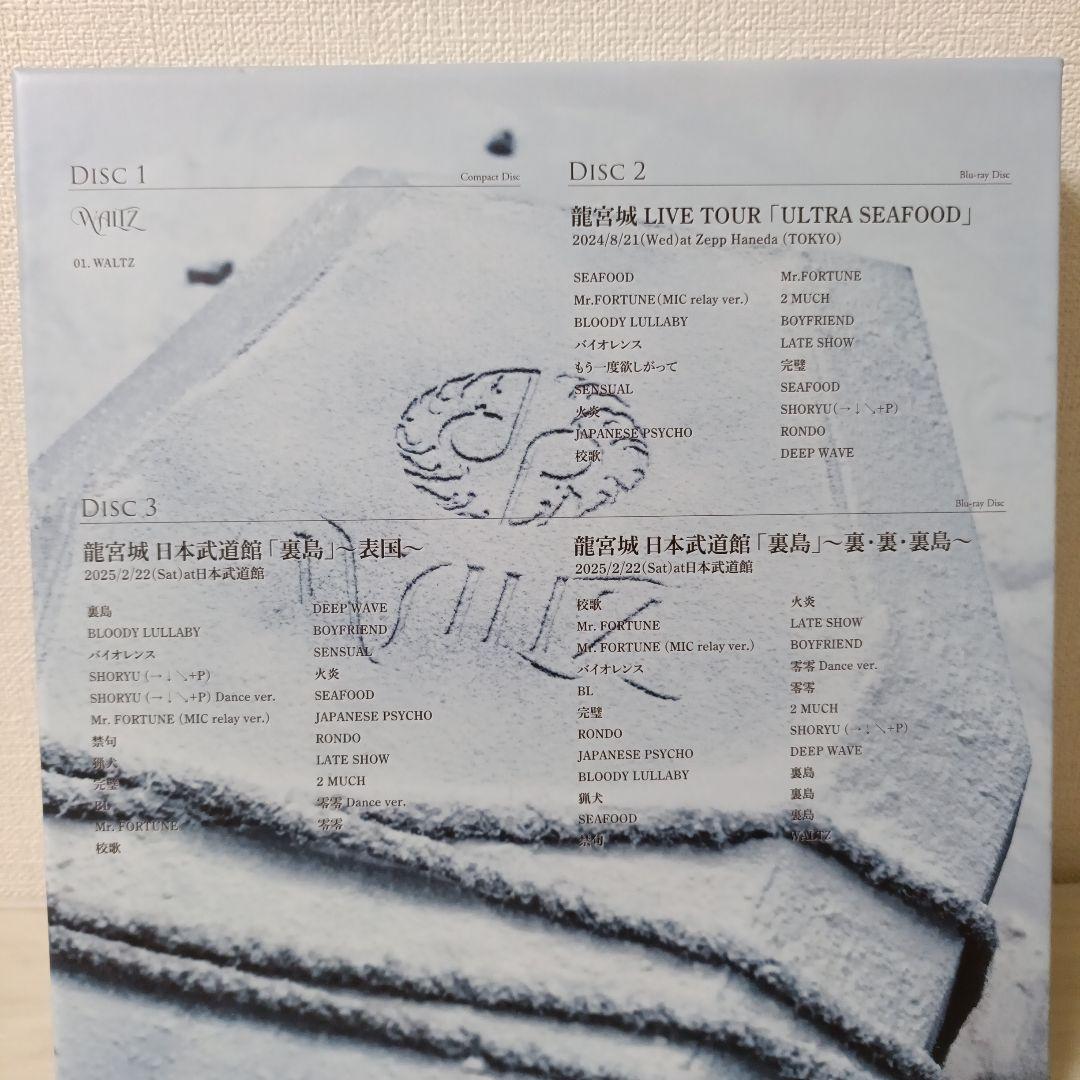 DISC 1
Compact Disc
WALTZ
01. WALTZ
DISC 2
Blu-ray Disc
龍宮城 LIVE TOUR「ULTRA SEAFOOD」
2024/8/21(Wed)at Zepp Haneda (TOKYO)
SEAFOOD
Mr.FORTUNE(MIC relay ver.)
BLOODY LULLABY
バイオレンス
もう一度欲しがって
SENSUAL
火炎
JAPANESE PSYCHO
校歌
Mr.FORTUNE
2 MUCH
BOYFRIEND
LATE SHOW
完璧
SEAFOOD
SHORYU(→↓↘+P)
RONDO
DEEP WAVE
DISC 3
Blu-ray Disc
龍宮城 日本武道館「裏島」～表国～
2025/2/22(Sat)at日本武道館
裏島
BLOODY LULLABY
バイオレンス
SHORYU (→↓↘+P)
SHORYU (→↓↘+P) Dance ver.
Mr. FORTUNE (MIC relay ver.)
禁句
猟犬
完璧
BL
Mr. FORTUNE
校歌
DEEP WAVE
BOYFRIEND
SENSUAL
火炎
SEAFOOD
JAPANESE PSYCHO
RONDO
LATE SHOW
2 MUCH
零零 Dance ver.
零零
龍宮城 日本武道館「裏島」～裏・裏・裏島～
2025/2/22(Sat)at日本武道館
校歌
Mr. FORTUNE
Mr. FORTUNE (MIC relay ver.)
バイオレンス
BL
完璧
RONDO
JAPANESE PSYCHO
BLOODY LULLABY
猟犬
SEAFOOD
禁句
火炎
LATE SHOW
BOYFRIEND
零零 Dance ver.
零零
2 MUCH
SHORYU (→↓↘+P)
DEEP WAVE
裏島
裏島
裏島
WALTZ
WALTZ